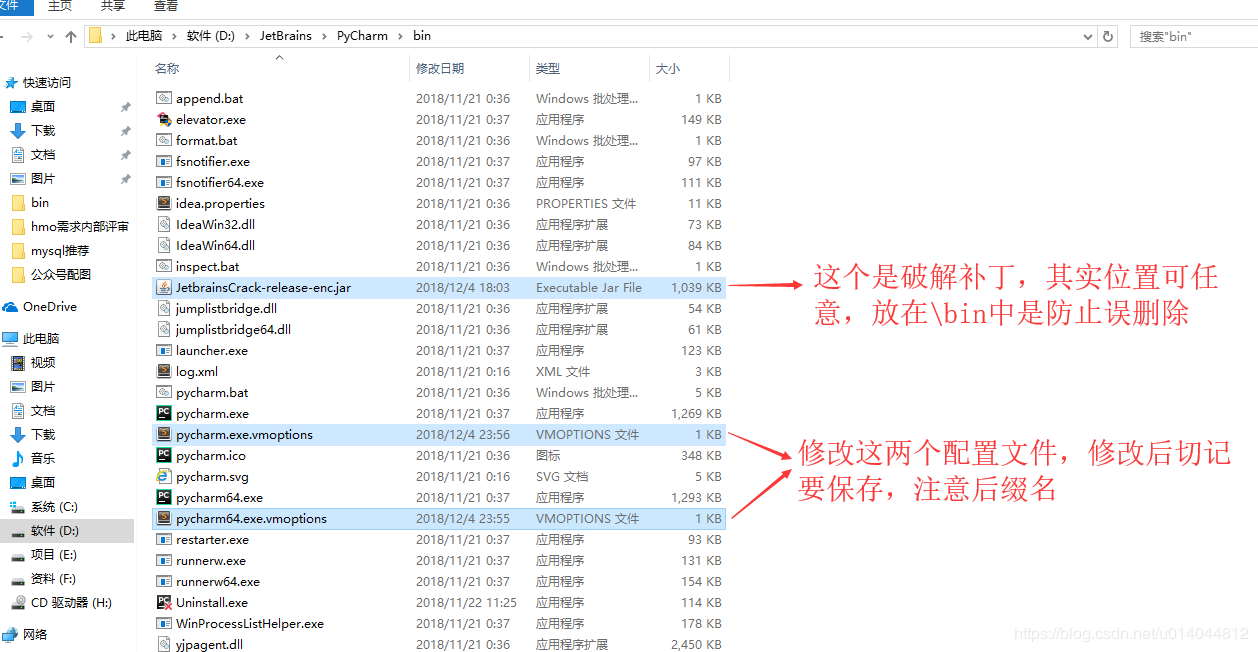 文件 主页 共享 查看
此电脑 › 软件 (D:) › JetBrains › PyCharm › bin 搜索"bin"
名称 修改日期 类型 大小
快速访问
桌面
下载
文档
图片
bin
hmo需求内部评审
mysql推荐
公众号配图
OneDrive
此电脑
视频
图片
文档
下载
音乐
桌面
系统 (C:)
软件 (D:)
项目 (E:)
资料 (F:)
CD 驱动器 (H:)
网络
append.bat 2018/11/21 0:36 Windows 批处理... 1 KB
elevator.exe 2018/11/21 0:37 应用程序 149 KB
format.bat 2018/11/21 0:36 Windows 批处理... 1 KB
fsnotifier.exe 2018/11/21 0:37 应用程序 97 KB
fsnotifier64.exe 2018/11/21 0:37 应用程序 111 KB
idea.properties 2018/11/21 0:36 PROPERTIES 文件 11 KB
IdeaWin32.dll 2018/11/21 0:36 应用程序扩展 73 KB
IdeaWin64.dll 2018/11/21 0:36 应用程序扩展 84 KB
inspect.bat 2018/11/21 0:36 Windows 批处理... 1 KB
JetbrainsCrack-release-enc.jar 2018/12/4 18:03 Executable Jar File 1,039 KB
jumplistbridge.dll 2018/11/21 0:36 应用程序扩展 54 KB
jumplistbridge64.dll 2018/11/21 0:36 应用程序扩展 61 KB
launcher.exe 2018/11/21 0:36 应用程序 123 KB
log.xml 2018/11/21 0:16 XML 文件 3 KB
pycharm.bat 2018/11/21 0:36 Windows 批处理... 5 KB
pycharm.exe 2018/11/21 0:37 应用程序 1,269 KB
pycharm.exe.vmoptions 2018/12/4 23:56 VMOPTIONS 文件 1 KB
pycharm.ico 2018/11/21 0:36 图标 348 KB
pycharm.svg 2018/11/21 0:16 SVG 文档 5 KB
pycharm64.exe 2018/11/21 0:37 应用程序 1,293 KB
pycharm64.exe.vmoptions 2018/12/4 23:55 VMOPTIONS 文件 1 KB
restarter.exe 2018/11/21 0:37 应用程序 93 KB
runnerw.exe 2018/11/21 0:37 应用程序 131 KB
runnerw64.exe 2018/11/21 0:37 应用程序 154 KB
Uninstall.exe 2018/11/22 11:25 应用程序 114 KB
WinProcessListHelper.exe 2018/11/21 0:37 应用程序 178 KB
yjpagent.dll 2018/11/21 0:36 应用程序扩展 2,450 KB
这个是破解补丁，其实位置可任
意，放在\bin中是防止误删除
修改这两个配置文件，修改后切记
要保存，注意后缀名
https://blog.csdn.net/u014044812